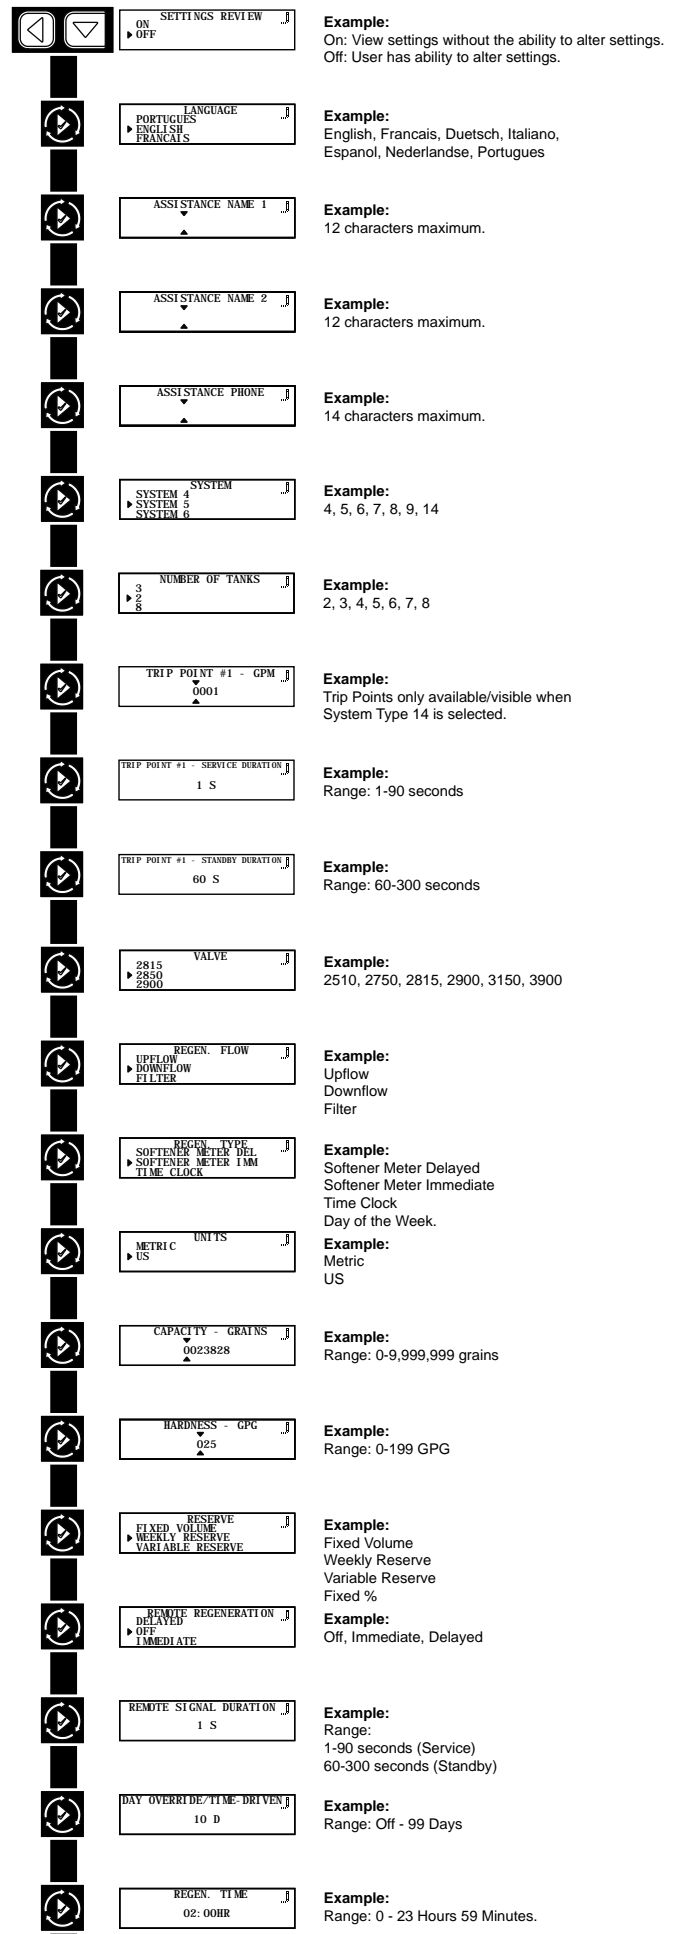 SETTINGS REVIEW
ON
OFF
Example:
On: View settings without the ability to alter settings.
Off: User has ability to alter settings.
LANGUAGE
PORTUGUES
ENGLISH
FRANCAIS
Example:
English, Francais, Duetsch, Italiano,
Espanol, Nederlandse, Portugues
ASSISTANCE NAME 1
Example:
12 characters maximum.
ASSISTANCE NAME 2
Example:
12 characters maximum.
ASSISTANCE PHONE
Example:
14 characters maximum.
SYSTEM
SYSTEM 4
SYSTEM 5
SYSTEM 6
Example:
4, 5, 6, 7, 8, 9, 14
NUMBER OF TANKS
3
2
8
Example:
2, 3, 4, 5, 6, 7, 8
TRIP POINT #1 - GPM
0001
Example:
Trip Points only available/visible when
System Type 14 is selected.
TRIP POINT #1 - SERVICE DURATION
1 S
Example:
Range: 1-90 seconds
TRIP POINT #1 - STANDBY DURATION
60 S
Example:
Range: 60-300 seconds
VALVE
2815
2850
2900
Example:
2510, 2750, 2815, 2900, 3150, 3900
REGEN. FLOW
UPFLOW
DOWNFLOW
FILTER
Example:
Upflow
Downflow
Filter
REGEN. TYPE
SOFTENER METER DEL
SOFTENER METER IMM
TIME CLOCK
Example:
Softener Meter Delayed
Softener Meter Immediate
Time Clock
Day of the Week.
UNITS
METRIC
US
Example:
Metric
US
CAPACITY - GRAINS
0023828
Example:
Range: 0-9,999,999 grains
HARDNESS - GPG
025
Example:
Range: 0-199 GPG
RESERVE
FIXED VOLUME
WEEKLY RESERVE
VARIABLE RESERVE
Example:
Fixed Volume
Weekly Reserve
Variable Reserve
Fixed %
REMOTE REGENERATION
DELAYED
OFF
IMMEDIATE
Example:
Off, Immediate, Delayed
REMOTE SIGNAL DURATION
1 S
Example:
Range:
1-90 seconds (Service)
60-300 seconds (Standby)
DAY OVERRIDE/TIME-DRIVEN
10 D
Example:
Range: Off - 99 Days
REGEN. TIME
02:00HR
Example:
Range: 0 - 23 Hours 59 Minutes.